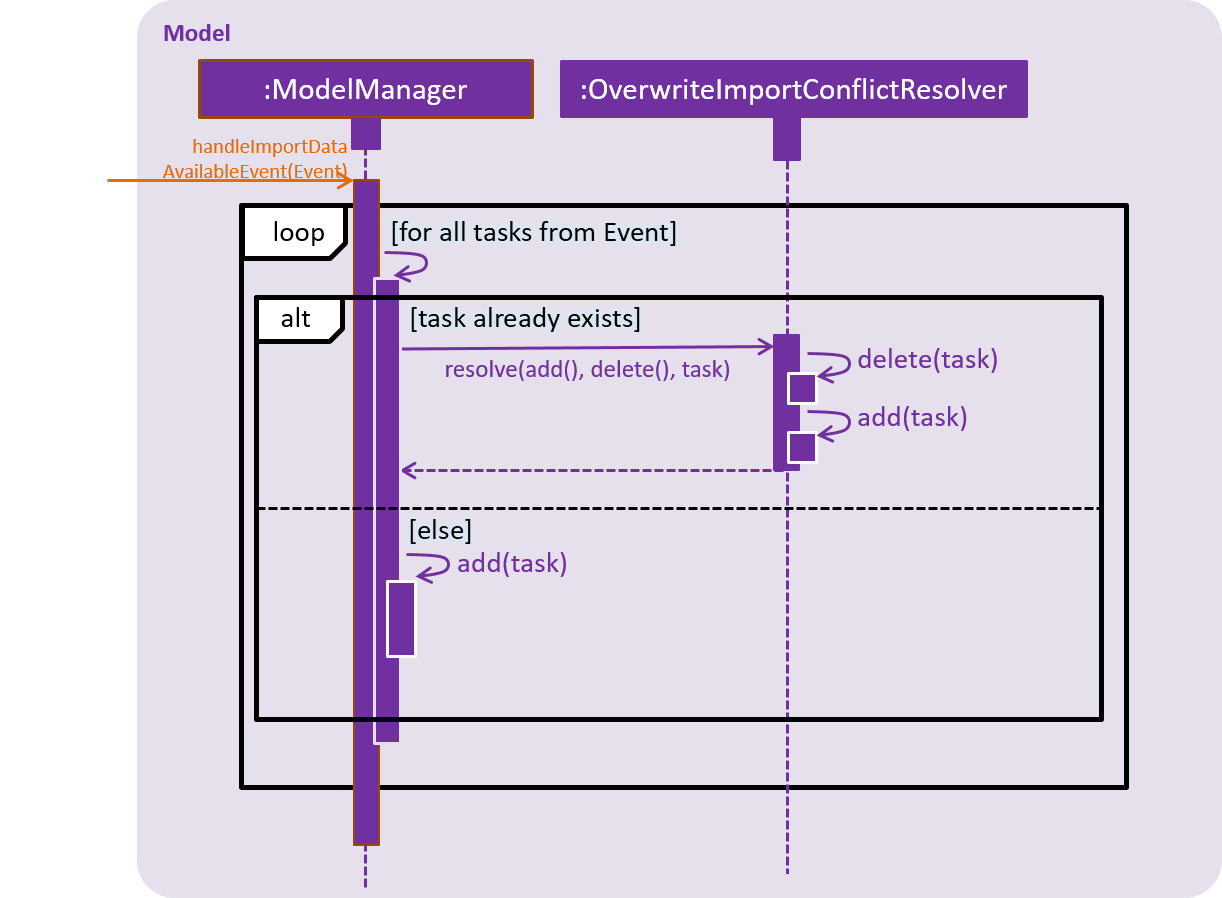 Model
:ModelManager
:OverwriteImportConflictResolver
handleImportData
AvailableEvent(Event)
loop
[for all tasks from Event]
alt
[task already exists]
resolve(add(), delete(), task)
delete(task)
add(task)
[else]
add(task)